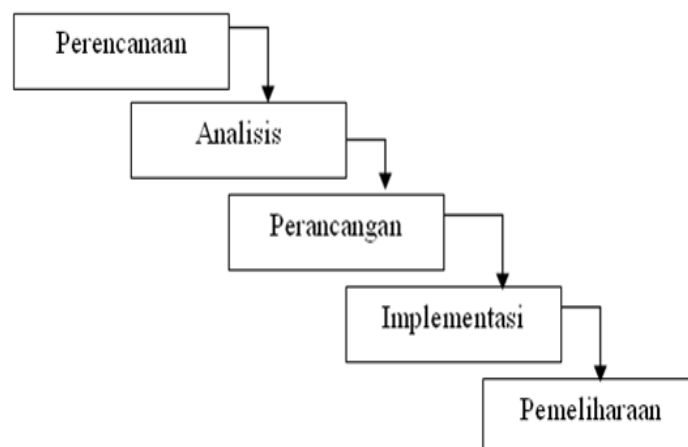 Perencanaan
Analisis
Perancangan
Implementasi
Pemeliharaan